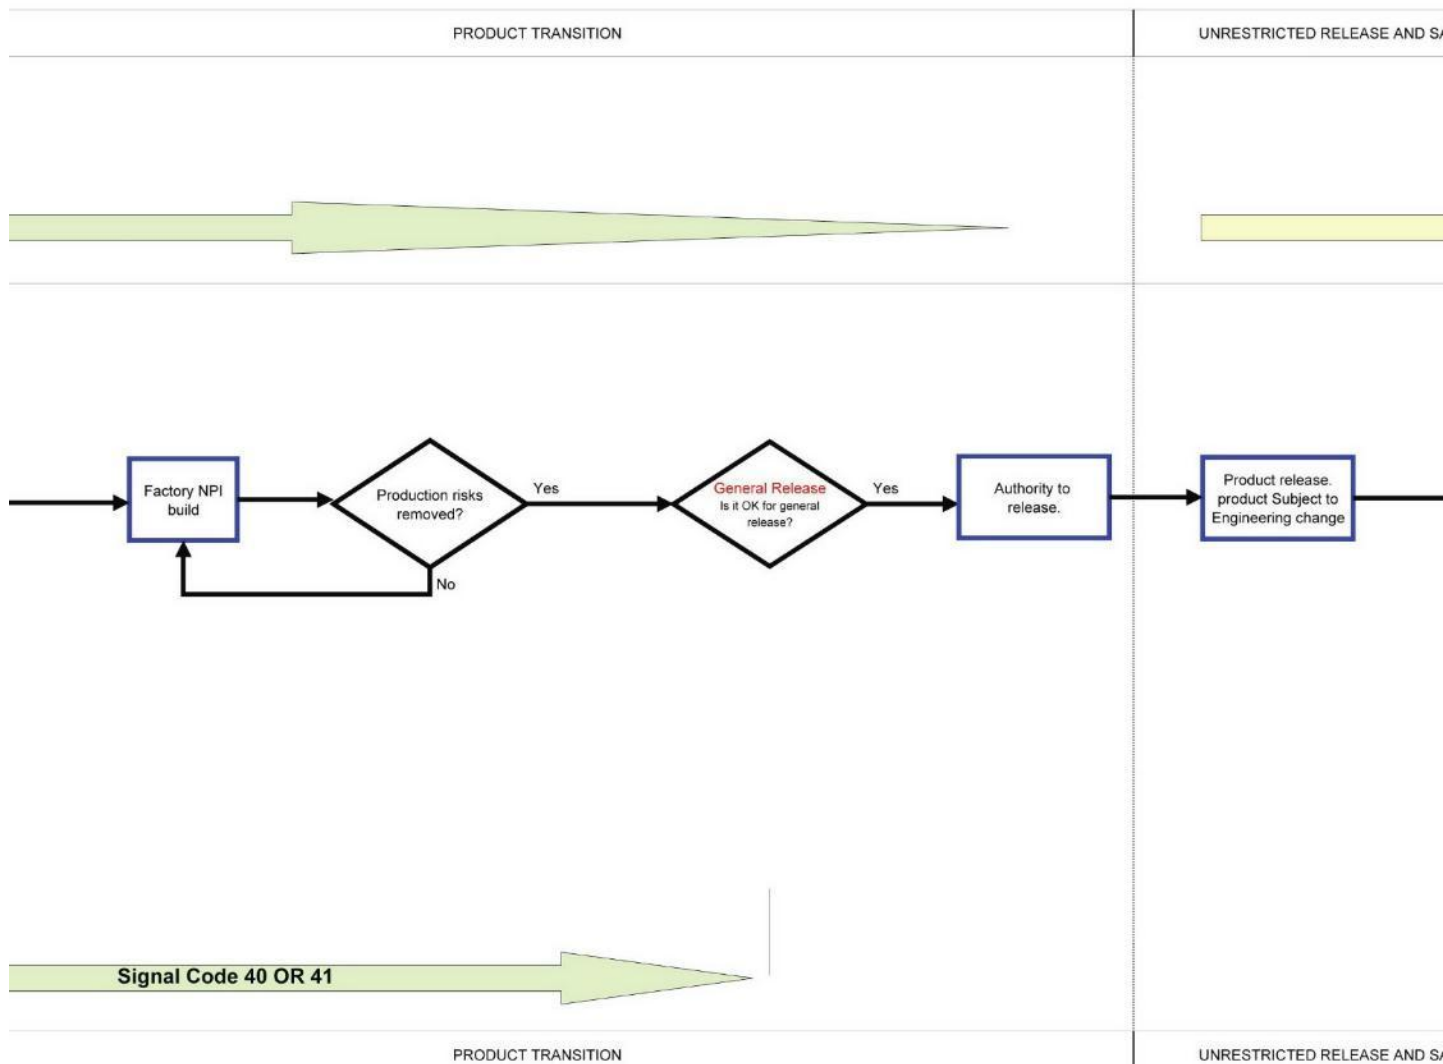 PRODUCT TRANSITION
UNRESTRICTED RELEASE AND
Factory NPI
build
Production risks
removed?
Yes
No
General Release
Is it OK for general
release?
Yes
Authority to
release.
Product release.
product Subject to
Engineering change
Signal Code 40 OR 41
PRODUCT TRANSITION
UNRESTRICTED RELEASE AND